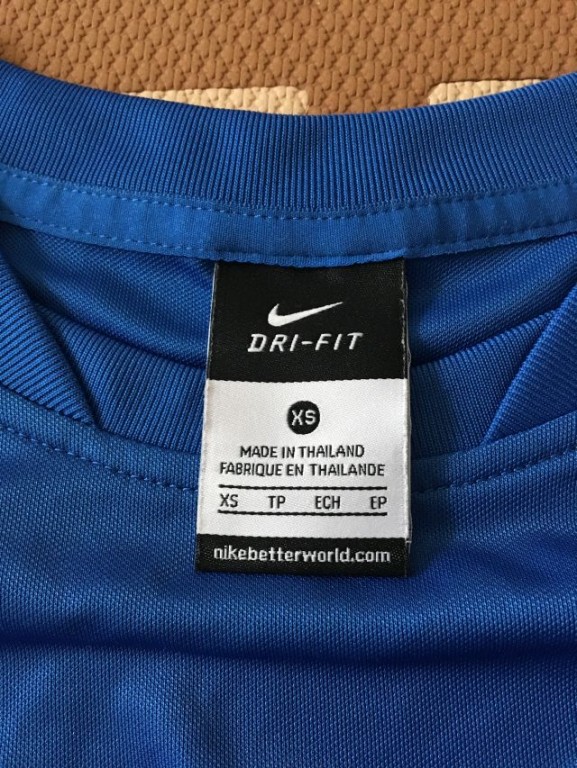 DRI-FIT
XS
MADE IN THAILAND
FABRIQUE EN THAILANDE
XS TP ECH EP
nikebetterworld.com